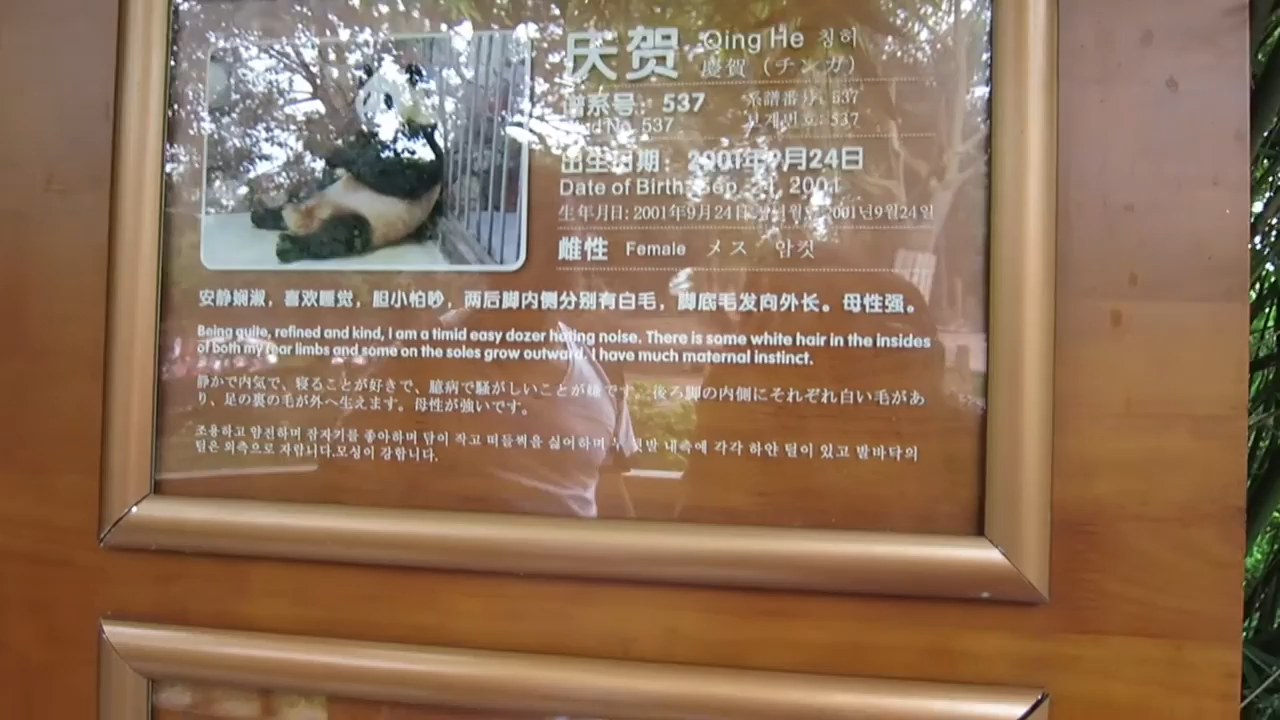 庆贺 Qing He 칭허
慶賀（チンガ）
谱系号：537 系譜番号: 537
No. 537 보계번호: 537
出生日期：2001年9月24日
Date of Birth: Sep. 24, 2001
生年月日: 2001年9月24日 2001년9월24일
雌性 Female メス 암컷
安静娴淑，喜欢睡觉，胆小怕吵，两后脚内侧分别有白毛，脚底毛发向外长。母性强。
Being quite, refined and kind, I am a timid easy dozer hating noise. There is some white hair in the insides
of both my rear limbs and some on the soles grow outward. I have much maternal instinct.
静かで内気で、寝ることが好きで、臆病で騒がしいことが嫌です。後ろ脚の内側にそれぞれ白い毛があ
り、足の裏の毛が外へ生えます。母性が強いです。
조용하고 얌전하며 잠자기를 좋아하며 담이 작고 떠들썩을 싫어하며 두 뒷발 내측에 각각 하얀 털이 있고 발바닥의
털은 외측으로 자랍니다.모성이 강합니다.